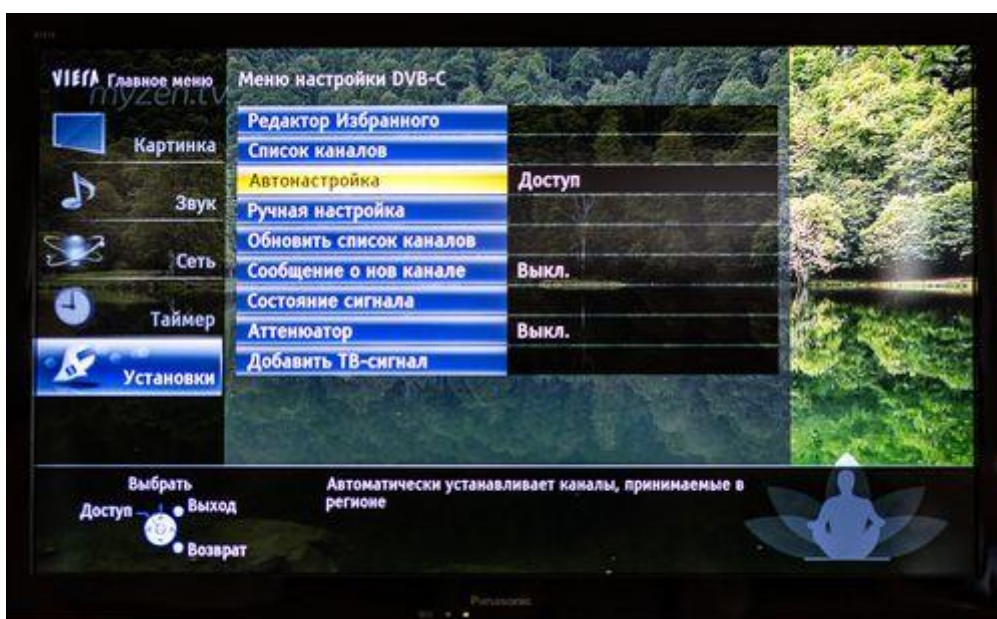 VIERA Главное меню
myzen.tv
Картинка
Звук
Сеть
Таймер
Установки
Меню настройки DVB-C
Редактор Избранного
Список каналов
Автонастройка Доступ
Ручная настройка
Обновить список каналов
Сообщение о нов канале Выкл.
Состояние сигнала
Аттенюатор Выкл.
Добавить ТВ-сигнал
Выбрать
Доступ
Выход
Возврат
Автоматически устанавливает каналы, принимаемые в
регионе
Panasonic